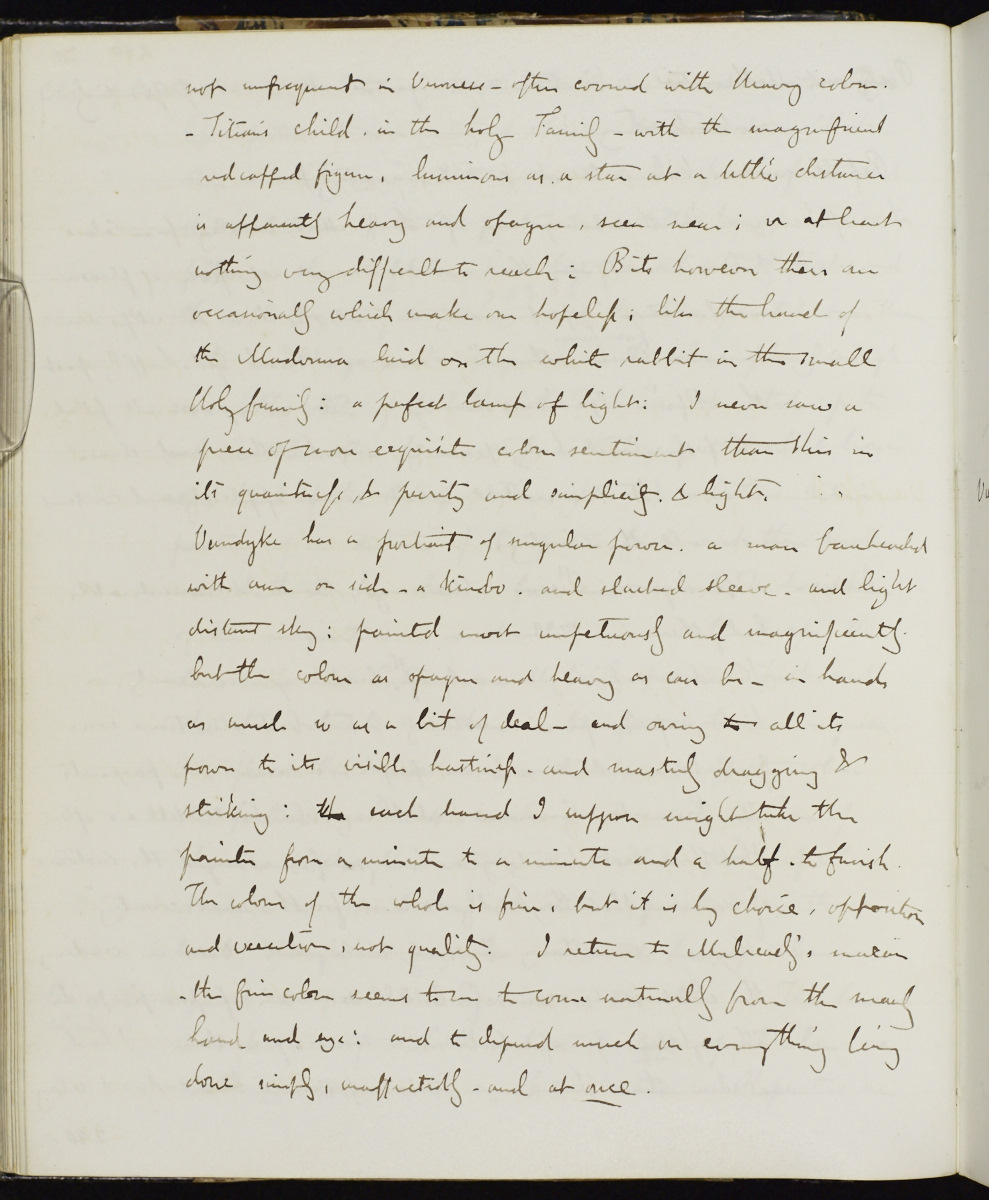 not unfrequent in Veronese - often covered with heavy colour.
- Titians child. in the holy Family - with the magnificent
redcapped figure, luminous as a star at a little distance
is apparently heavy and opaque, seen near; or at least
nothing very difficult to reach: Bits however there are
occasionally which make one hopeless; like the hand of
the Madonna laid on the white rabbit in the small
Holy family: a perfect lamp of light: I never saw a
piece of more exquisite colour sentiment than this in
its quaintness, & purity and simplicity. & light.
Vandyke has a portrait of singular power. a man bareheaded
with arm on side - a kimbo. and slashed sleeve. and light
distant sky: painted most impetuously and magnificently.
but the colour as opaque and heavy as can be - in hands
as much so as a bit of deal - and owing to all its
power to its visible hastiness. and masterly dragging &
striking: the each hand I suppose might take the
painter from a minute to a minute and a half. to finish.
The colour of the whole is fine, but it is by choice, opposition
and execution, not quality. I return to Mulready's maxim
- the fine colour seems to me to come naturally from the ready
hand and eye: and to depend much on everything being
done simply, unaffectedly - and at once.